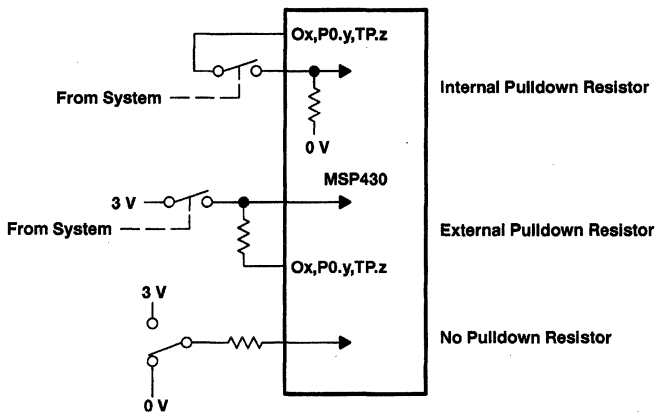 Ox,P0.y,TP.z
From System
Internal Pulldown Resistor
0 V
MSP430
3 V
From System
External Pulldown Resistor
Ox,P0.y,TP.z
3 V
No Pulldown Resistor
0 V